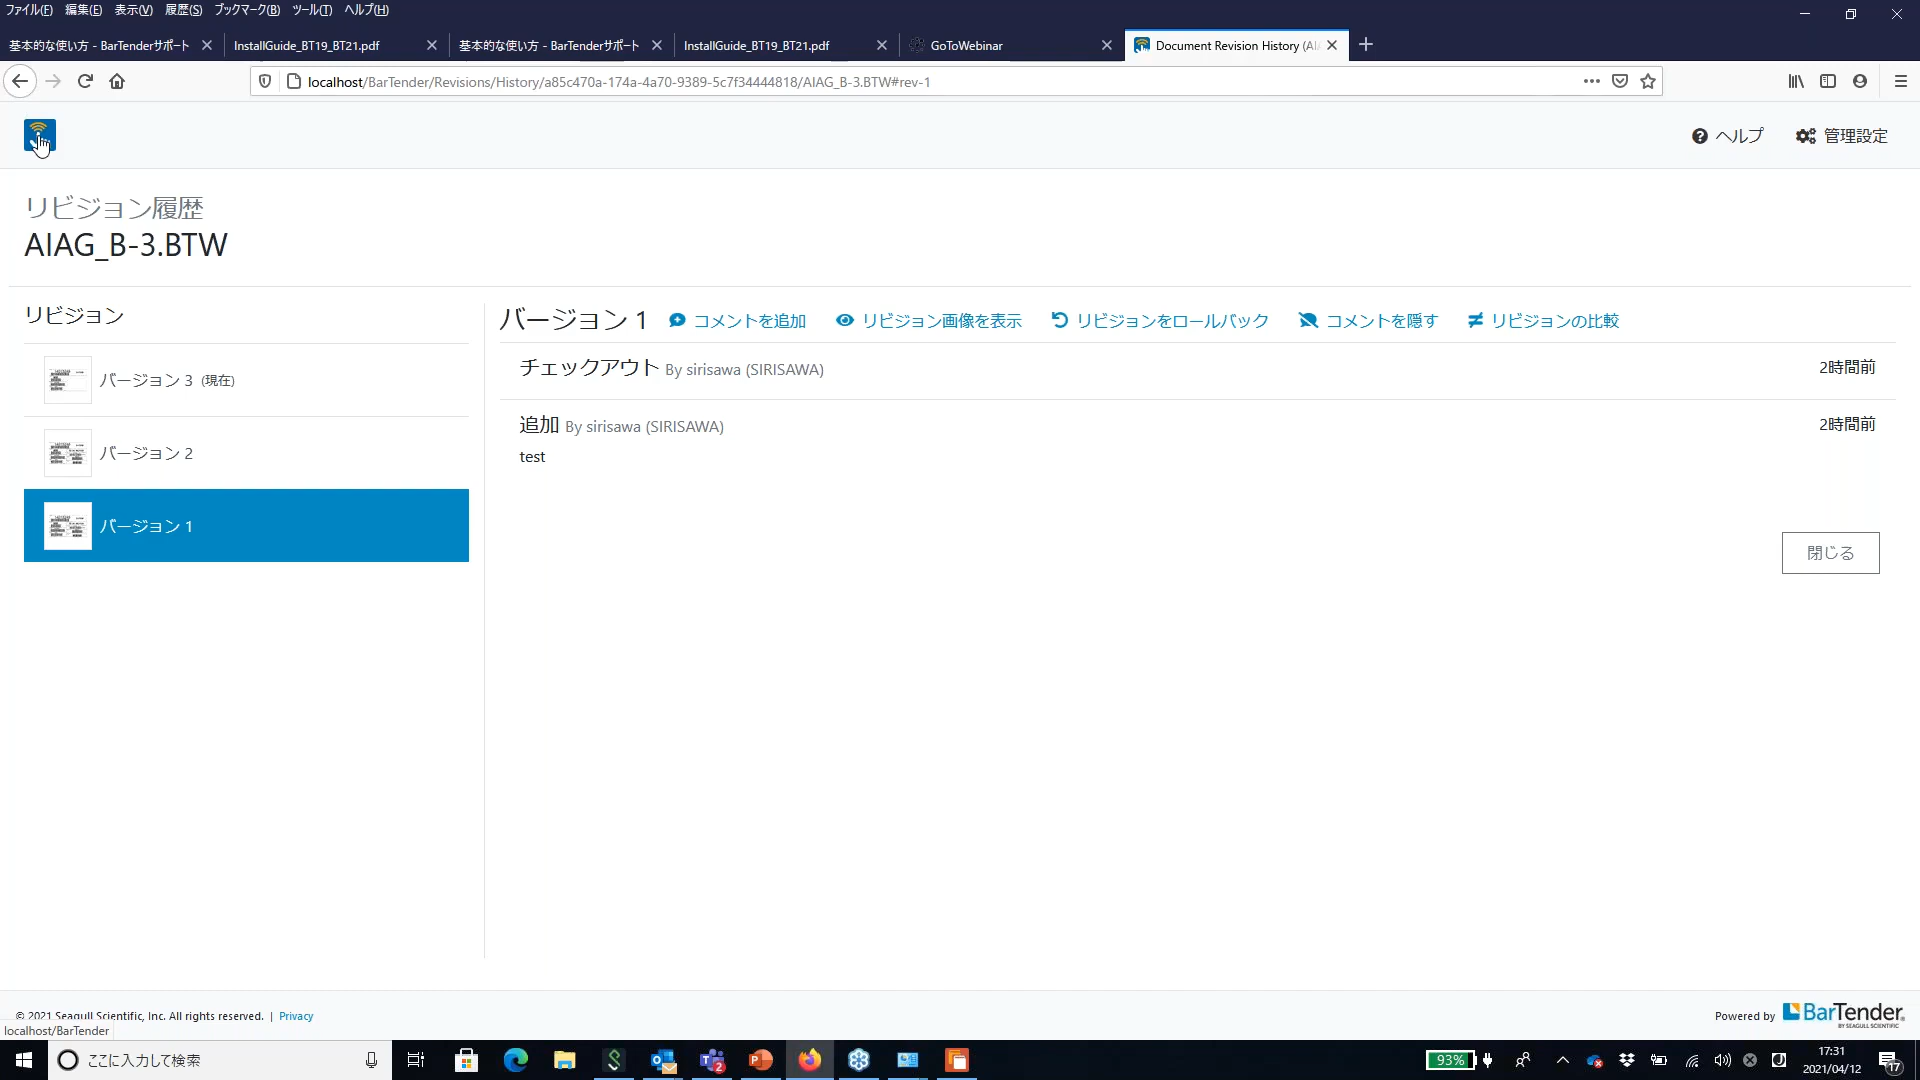 ファイル(F) 編集(E) 表示(V) 履歴(S) ブックマーク(B) ツール(T) ヘルプ(H)
基本的な使い方 - BarTenderサポート InstallGuide_BT19_BT21.pdf 基本的な使い方 - BarTenderサポート InstallGuide_BT19_BT21.pdf GoToWebinar Document Revision History (AI
localhost/BarTender/Revisions/History/a85c470a-174a-4a70-9389-5c7f34444818/AIAG_B-3.BTW#rev-1
ヘルプ 管理設定
リビジョン履歴
AIAG_B-3.BTW
リビジョン
バージョン 3 (現在)
バージョン 2
バージョン 1
バージョン 1 コメントを追加 リビジョン画像を表示 リビジョンをロールバック コメントを隠す リビジョンの比較
チェックアウト By sirisawa (SIRISAWA) 2時間前
追加 By sirisawa (SIRISAWA) 2時間前
test
閉じる
© 2021 Seagull Scientific, Inc. All rights reserved. | Privacy
Powered by BarTender
BY SEAGULL SCIENTIFIC
localhost/BarTender
ここに入力して検索
93%
17:31
2021/04/12
17